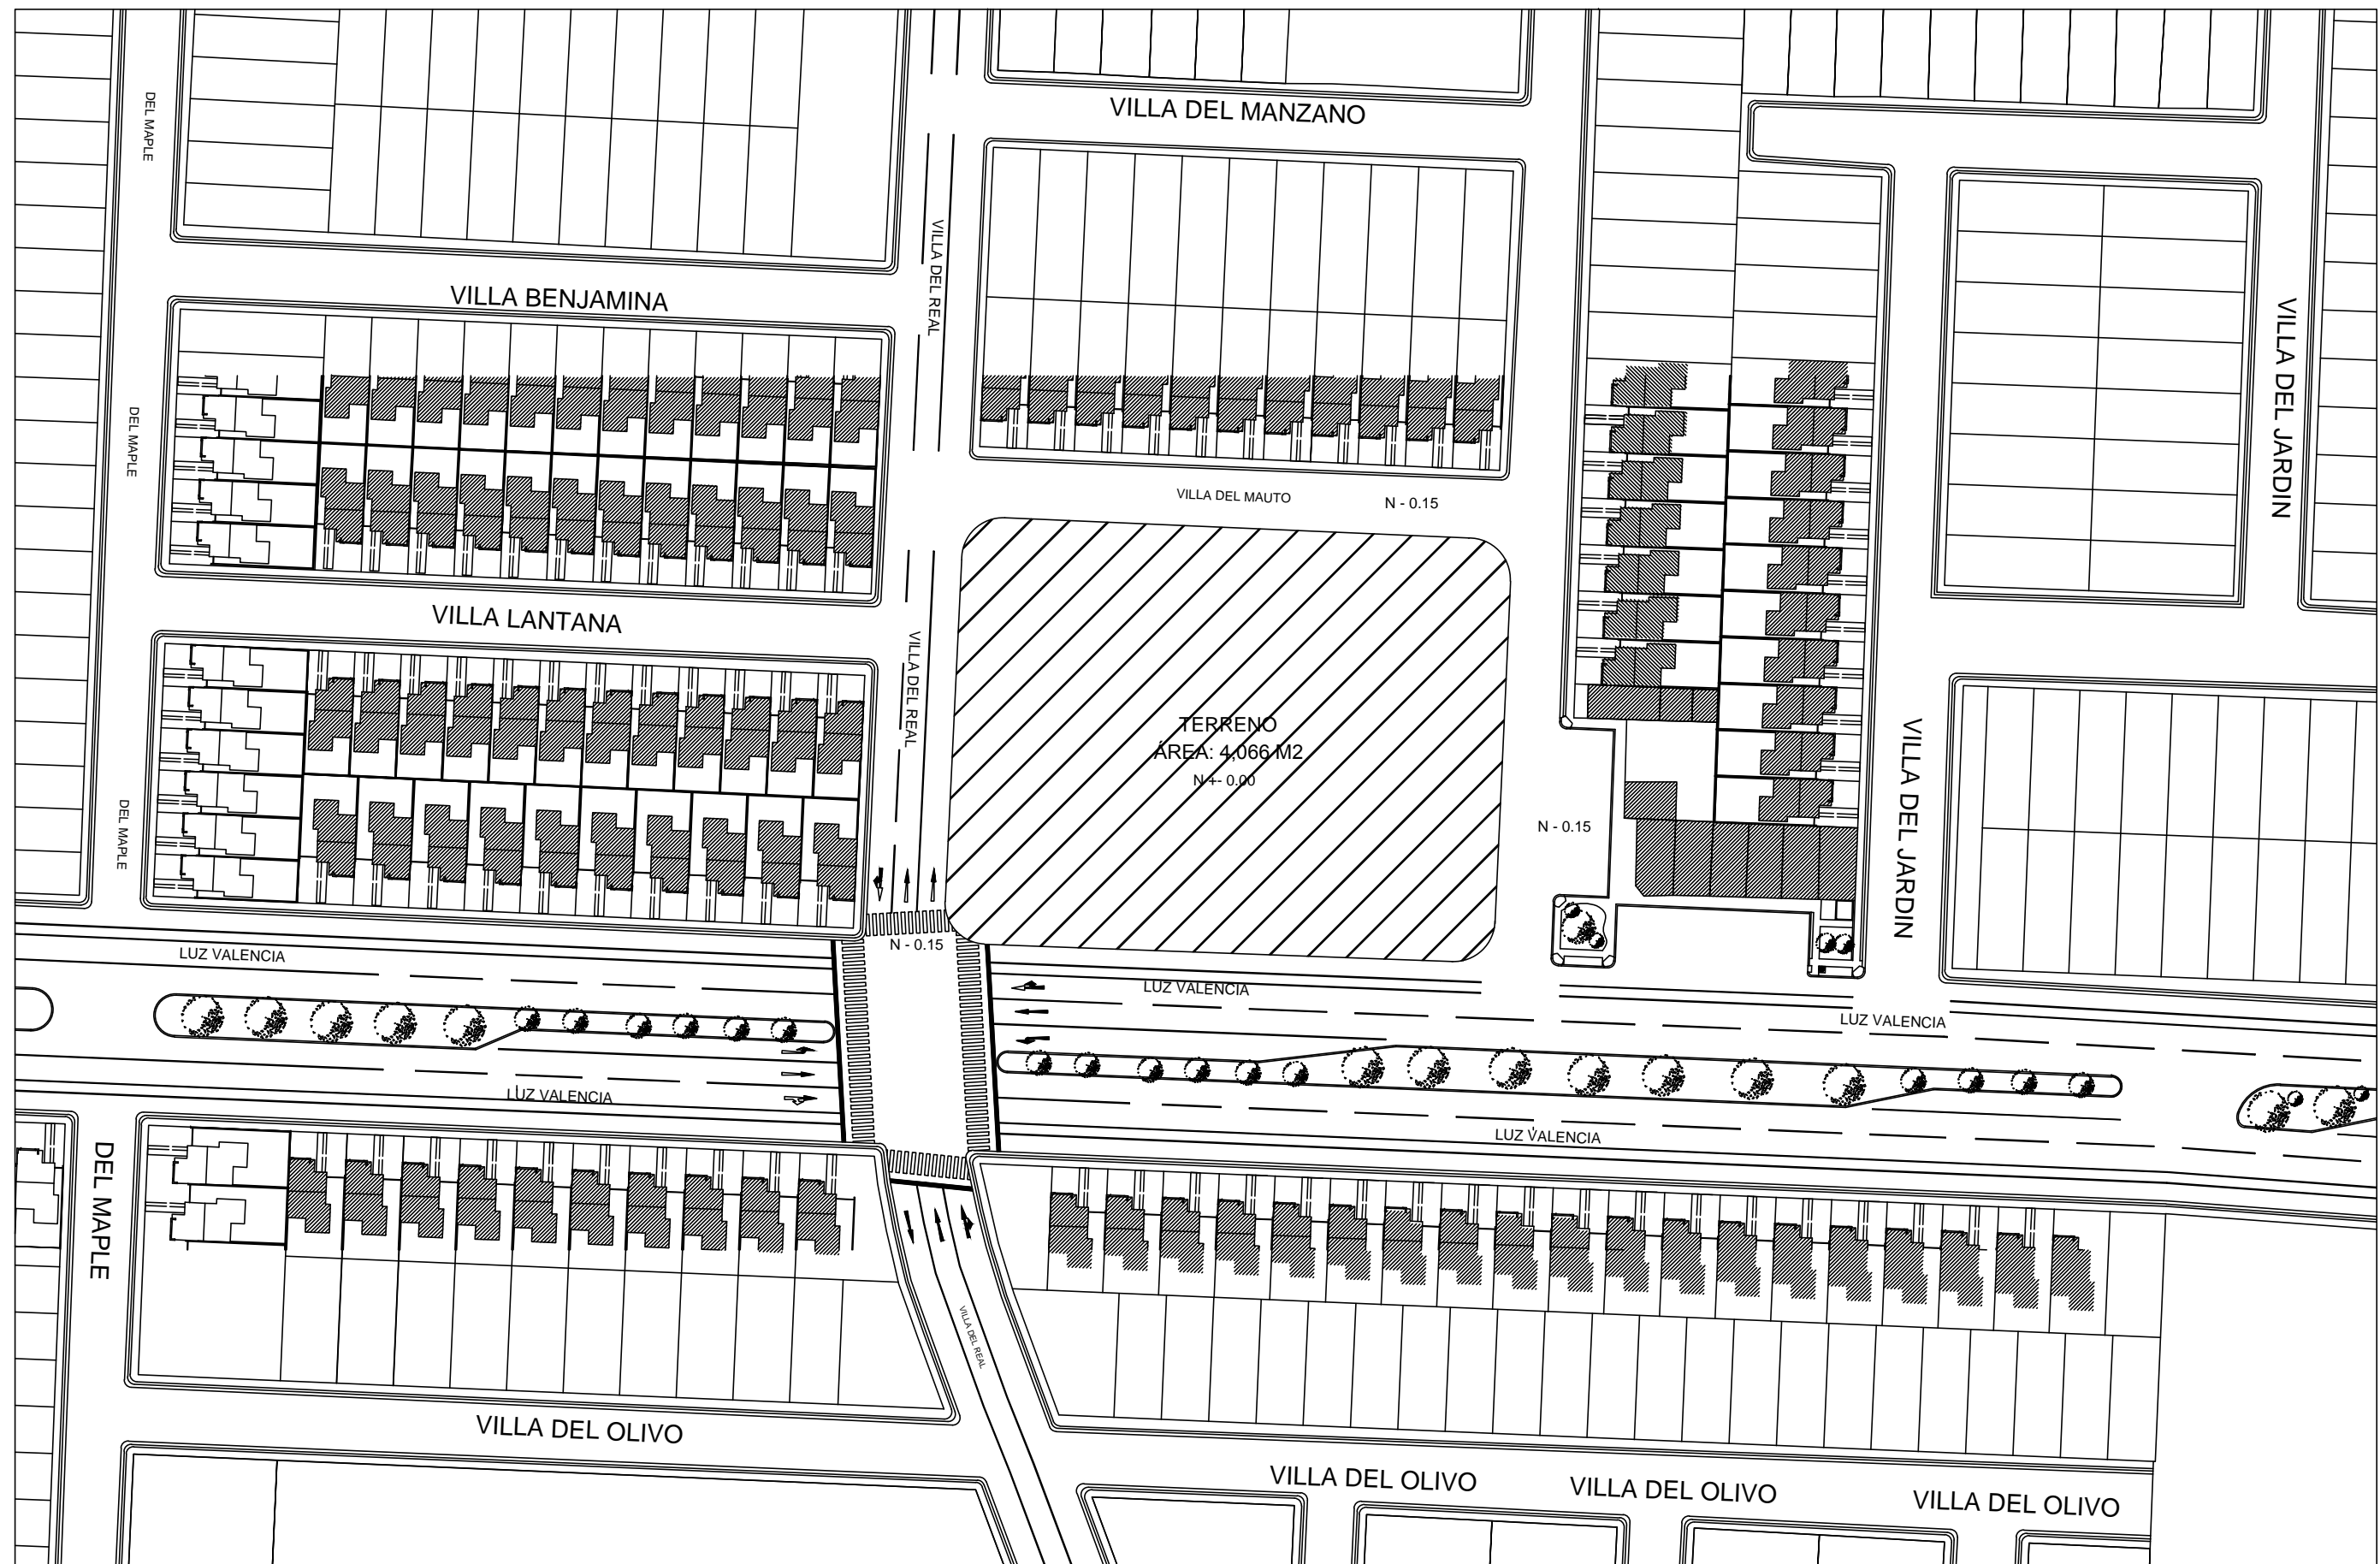 DEL MAPLE
VILLA DEL MANZANO
VILLA DEL REAL
VILLA BENJAMINA
VILLA DEL JARDIN
DEL MAPLE
VILLA DEL MAUTO
N - 0.15
VILLA LANTANA
VILLA DEL REAL
TERRENO
ÁREA: 4,066 M2
N +- 0.00
VILLA DEL JARDIN
DEL MAPLE
N - 0.15
N - 0.15
LUZ VALENCIA
LUZ VALENCIA
LUZ VALENCIA
LUZ VALENCIA
LUZ VALENCIA
DEL MAPLE
VILLA DEL REAL
VILLA DEL OLIVO
VILLA DEL OLIVO
VILLA DEL OLIVO
VILLA DEL OLIVO